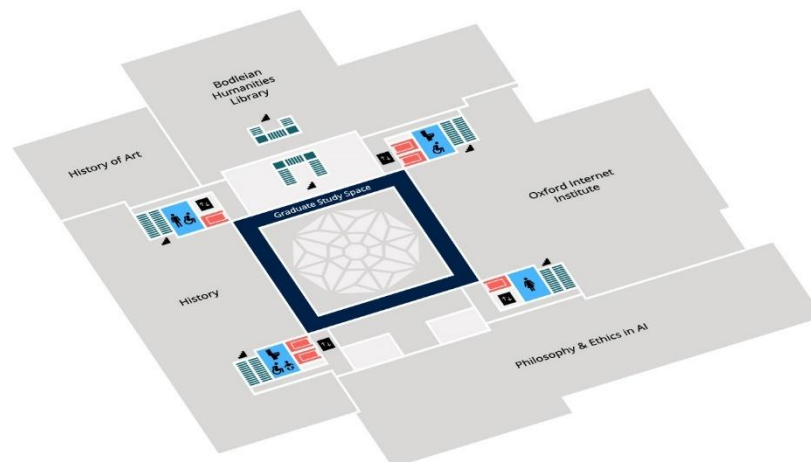 Bodleian
Humanities
Library
History of Art
Graduate Study Space
Oxford Internet
Institute
History
Philosophy & Ethics in AI